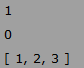 1
0
[ 1, 2, 3 ]